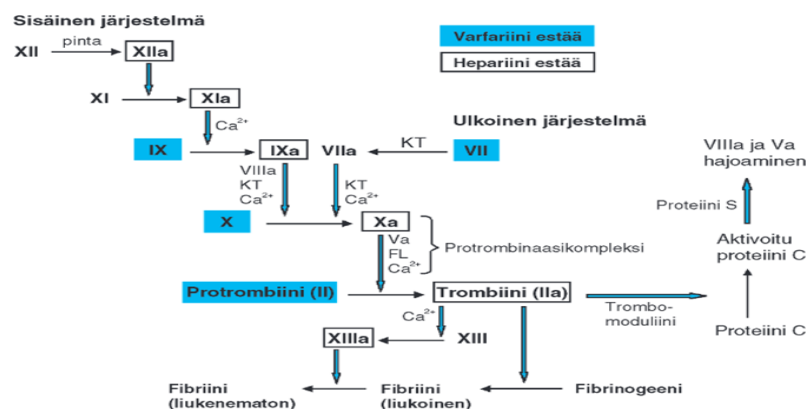 Sisäinen järjestelmä
XII
pinta
XIIa
Varfariini estää
Hepariini estää
XI
XIa
Ca2+
Ulkoinen järjestelmä
IX
IXa
VIIa
KT
VII
VIIIa ja Va
hajoaminen
VIIIa
KT
Ca2+
KT
Ca2+
Proteiini S
X
Xa
Va
FL
Ca2+
Protrombinaasikompleksi
Aktivoitu
proteiini C
Protrombiini (II)
Trombiini (IIa)
Trombo-
moduliini
Proteiini C
Ca2+
XIIIa
XIII
Fibriini
(liukenematon)
Fibriini
(liukoinen)
Fibrinogeeni